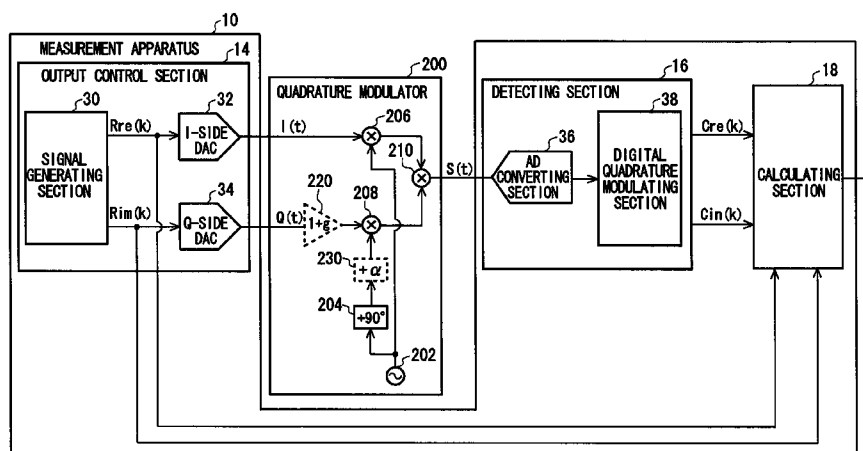 10
MEASUREMENT APPARATUS
14
OUTPUT CONTROL SECTION
30
SIGNAL
GENERATING
SECTION
Rre(k)
Rim(k)
32
I-SIDE
DAC
34
Q-SIDE
DAC
I(t)
Q(t)
200
QUADRATURE MODULATOR
206
210
220
1+g
208
230
+α
204
+90°
202
S(t)
16
DETECTING SECTION
36
AD
CONVERTING
SECTION
38
DIGITAL
QUADRATURE
MODULATING
SECTION
Cre(k)
Cin(k)
18
CALCULATING
SECTION